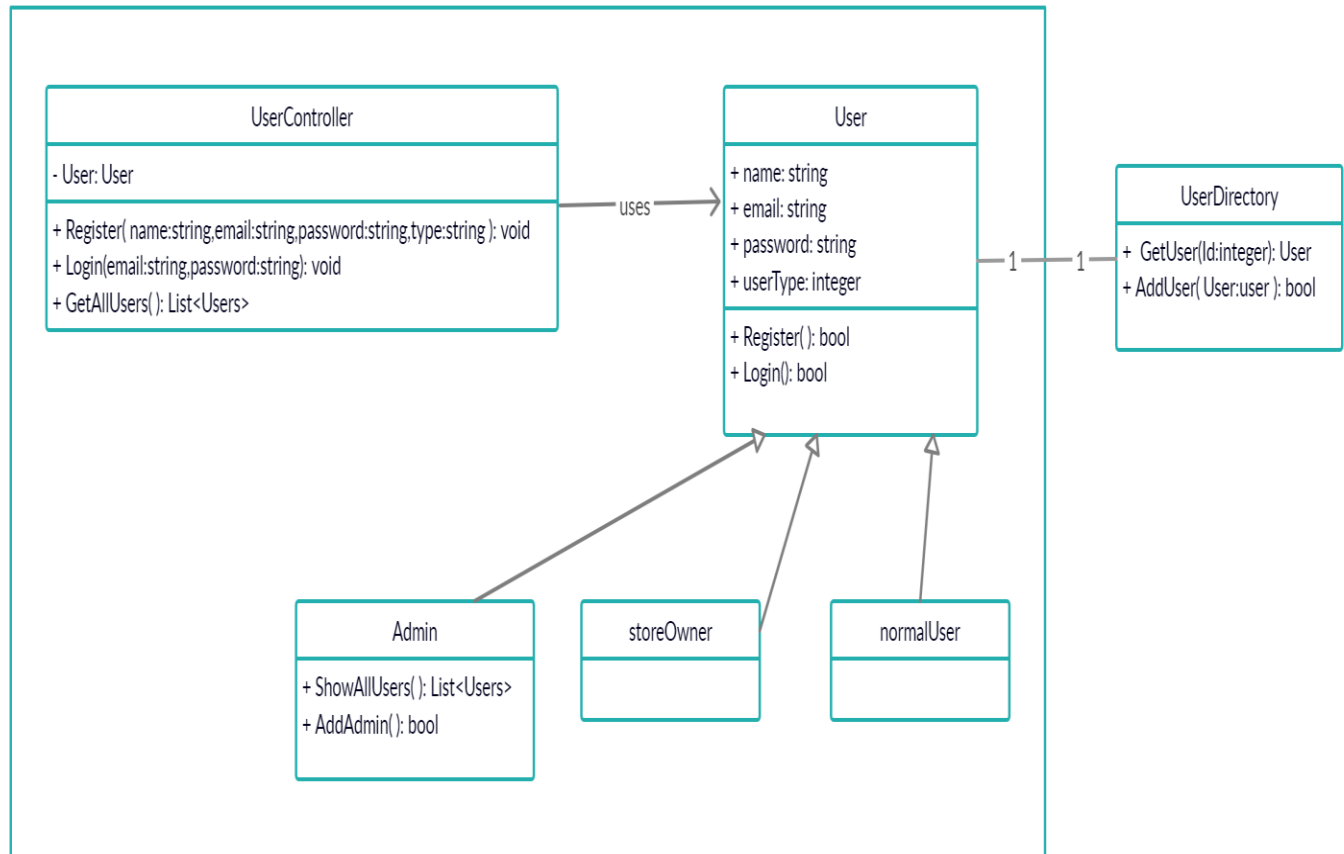 UserController
- User: User
+ Register( name:string,email:string,password:string,type:string ): void
+ Login(email:string,password:string): void
+ GetAllUsers( ): List<Users>
uses
User
+ name: string
+ email: string
+ password: string
+ userType: integer
+ Register( ): bool
+ Login(): bool
1
1
UserDirectory
+ GetUser(Id:integer): User
+ AddUser( User:user ): bool
Admin
+ ShowAllUsers( ): List<Users>
+ AddAdmin( ): bool
storeOwner
normalUser